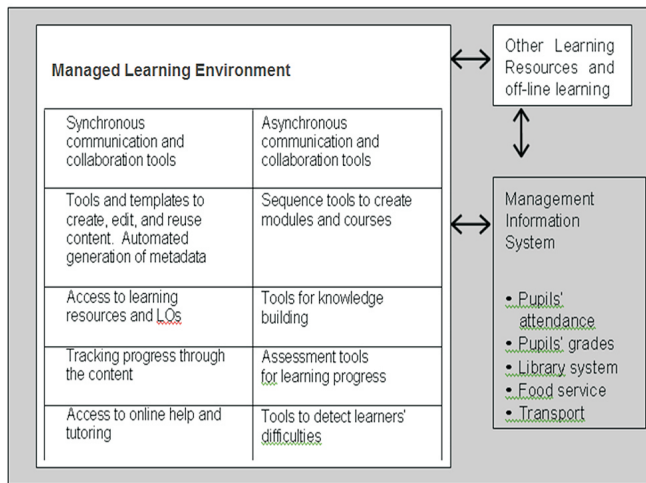 Managed Learning Environment
Synchronous
communication and
collaboration tools
Asynchronous
communication and
collaboration tools
Tools and templates to
create, edit, and reuse
content. Automated
generation of metadata
Sequence tools to create
modules and courses
Access to learning
resources and LOs
Tools for knowledge
building
Tracking progress through
the content
Assessment tools
for learning progress
Access to online help and
tutoring
Tools to detect learners'
difficulties
Other Learning
Resources and
off-line learning
Management
Information
System
• Pupils'
attendance
• Pupils' grades
• Library system
• Food service
• Transport